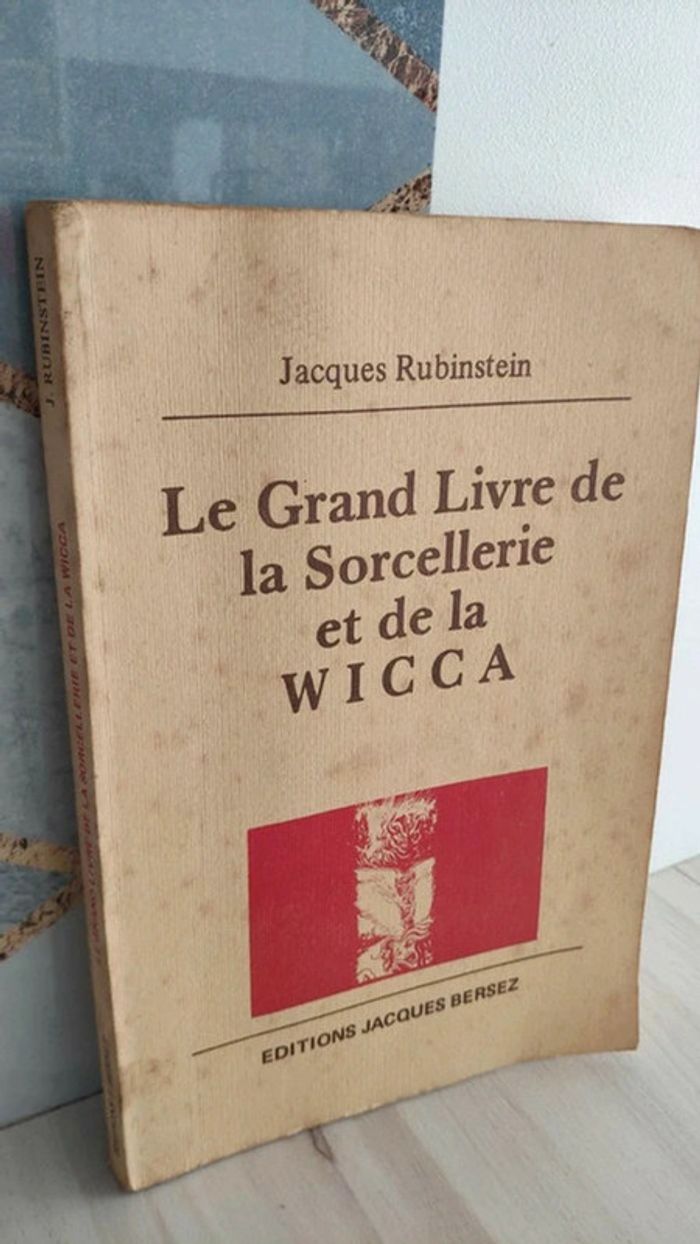 Jacques Rubinstein
Le Grand Livre de
la Sorcellerie
et de la
WICCA
EDITIONS JACQUES BERSEZ
J. RUBINSTEIN
LE GRAND LIVRE DE LA SORCELLERIE ET DE LA WICCA